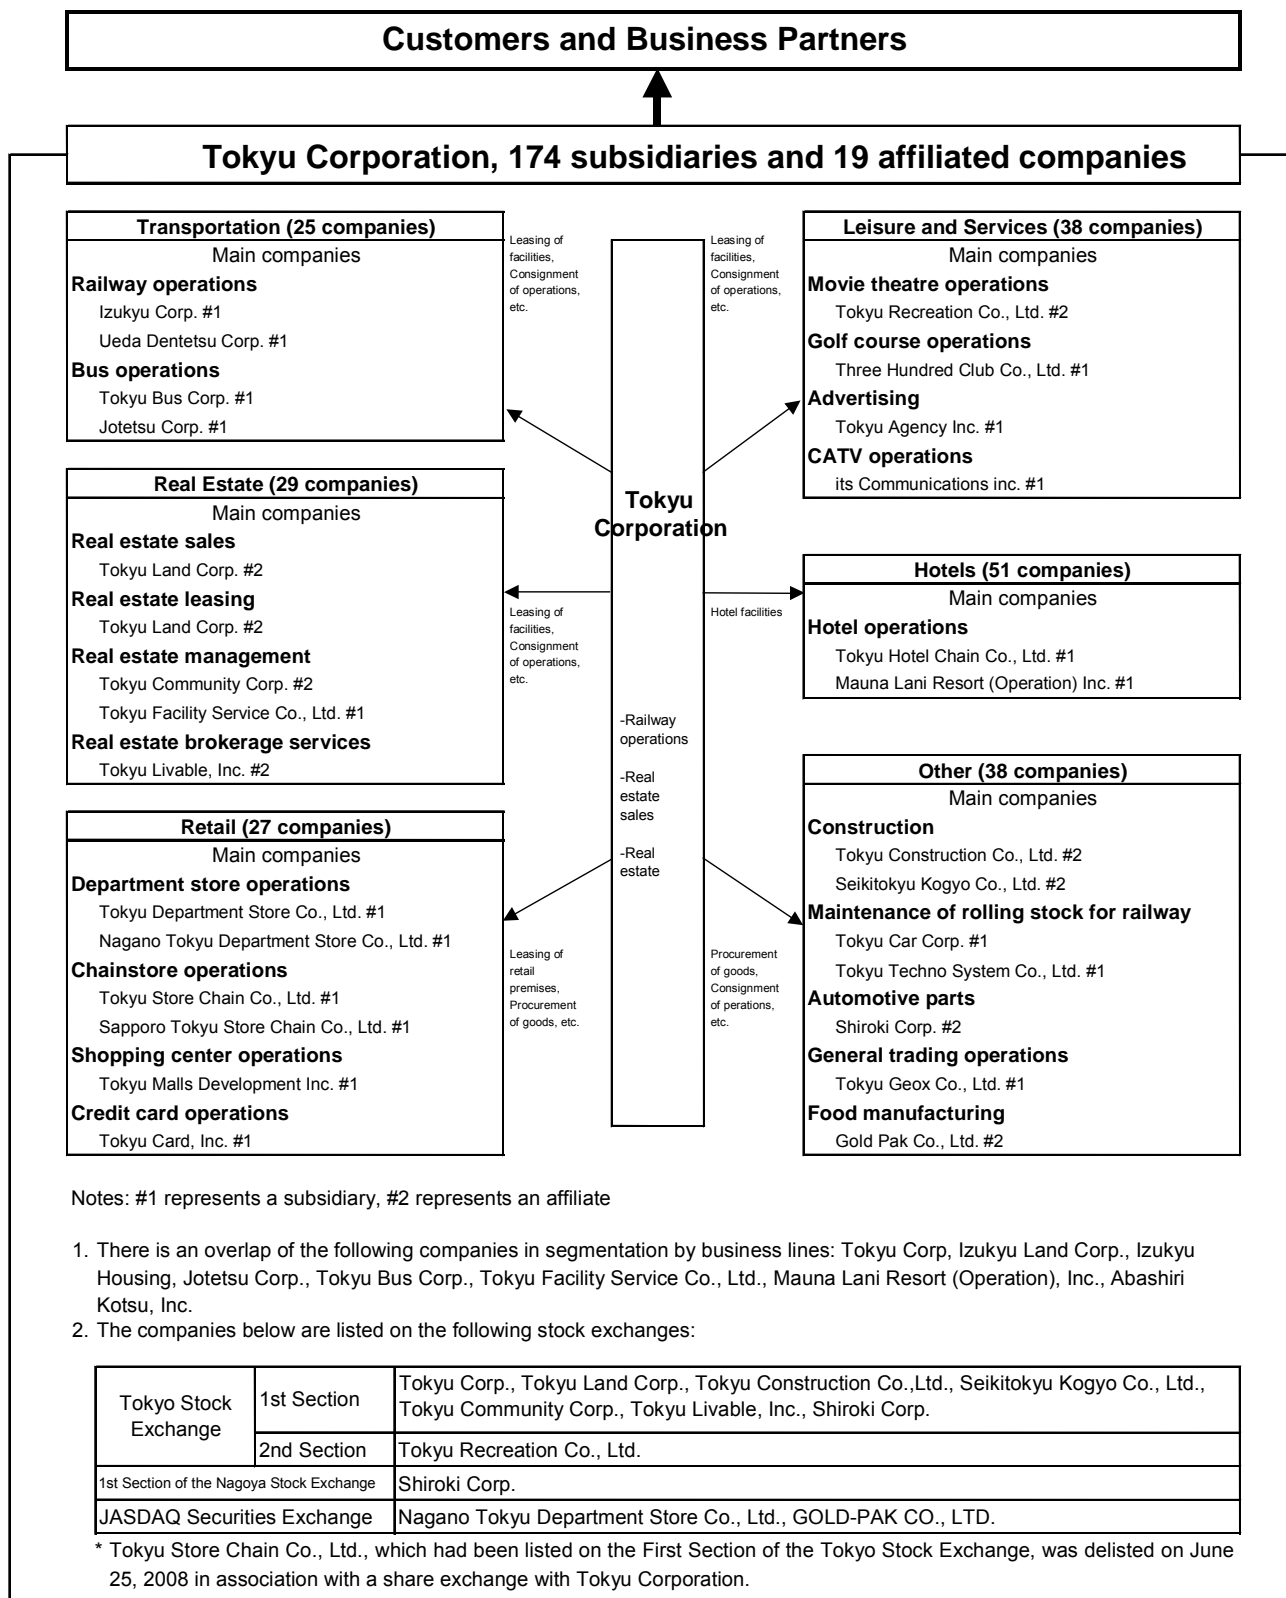 Customers and Business Partners
Tokyu Corporation, 174 subsidiaries and 19 affiliated companies
Transportation (25 companies)
Main companies
Railway operations
Izukyu Corp. #1
Ueda Dentetsu Corp. #1
Bus operations
Tokyu Bus Corp. #1
Jotetsu Corp. #1
Leasing of
facilities,
Consignment
of operations,
etc.
Real Estate (29 companies)
Main companies
Real estate sales
Tokyu Land Corp. #2
Real estate leasing
Tokyu Land Corp. #2
Real estate management
Tokyu Community Corp. #2
Tokyu Facility Service Co., Ltd. #1
Real estate brokerage services
Tokyu Livable, Inc. #2
Leasing of
facilities,
Consignment
of operations,
etc.
Retail (27 companies)
Main companies
Department store operations
Tokyu Department Store Co., Ltd. #1
Nagano Tokyu Department Store Co., Ltd. #1
Chainstore operations
Tokyu Store Chain Co., Ltd. #1
Sapporo Tokyu Store Chain Co., Ltd. #1
Shopping center operations
Tokyu Malls Development Inc. #1
Credit card operations
Tokyu Card, Inc. #1
Leasing of
retail
premises,
Procurement
of goods, etc.
Tokyu
Corporation
-Railway
operations
-Real
estate
sales
-Real
estate
Leasing of
facilities,
Consignment
of operations,
etc.
Leisure and Services (38 companies)
Main companies
Movie theatre operations
Tokyu Recreation Co., Ltd. #2
Golf course operations
Three Hundred Club Co., Ltd. #1
Advertising
Tokyu Agency Inc. #1
CATV operations
its Communications inc. #1
Hotel facilities
Hotels (51 companies)
Main companies
Hotel operations
Tokyu Hotel Chain Co., Ltd. #1
Mauna Lani Resort (Operation) Inc. #1
Procurement
of goods,
Consignment
of perations,
etc.
Other (38 companies)
Main companies
Construction
Tokyu Construction Co., Ltd. #2
Seikitokyu Kogyo Co., Ltd. #2
Maintenance of rolling stock for railway
Tokyu Car Corp. #1
Tokyu Techno System Co., Ltd. #1
Automotive parts
Shiroki Corp. #2
General trading operations
Tokyu Geox Co., Ltd. #1
Food manufacturing
Gold Pak Co., Ltd. #2
Notes: #1 represents a subsidiary, #2 represents an affiliate
1. There is an overlap of the following companies in segmentation by business lines: Tokyu Corp, Izukyu Land Corp., Izukyu
Housing, Jotetsu Corp., Tokyu Bus Corp., Tokyu Facility Service Co., Ltd., Mauna Lani Resort (Operation), Inc., Abashiri
Kotsu, Inc.
2. The companies below are listed on the following stock exchanges:
Tokyo Stock
Exchange
1st Section
Tokyu Corp., Tokyu Land Corp., Tokyu Construction Co.,Ltd., Seikitokyu Kogyo Co., Ltd.,
Tokyu Community Corp., Tokyu Livable, Inc., Shiroki Corp.
2nd Section
Tokyu Recreation Co., Ltd.
1st Section of the Nagoya Stock Exchange
Shiroki Corp.
JASDAQ Securities Exchange
Nagano Tokyu Department Store Co., Ltd., GOLD-PAK CO., LTD.
* Tokyu Store Chain Co., Ltd., which had been listed on the First Section of the Tokyo Stock Exchange, was delisted on June
25, 2008 in association with a share exchange with Tokyu Corporation.